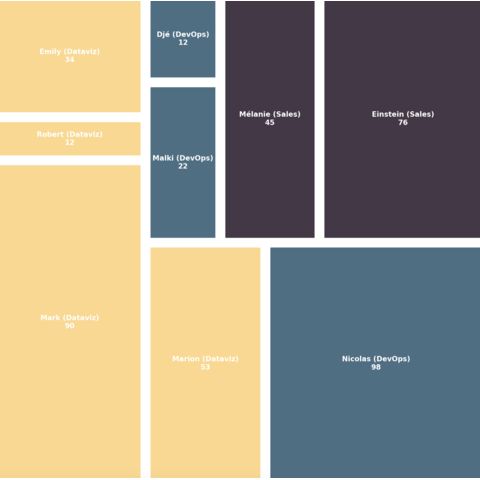 Emily (Dataviz)
34
Robert (Dataviz)
12
Mark (Dataviz)
90
Djé (DevOps)
12
Malki (DevOps)
22
Mélanie (Sales)
45
Einstein (Sales)
76
Marion (Dataviz)
53
Nicolas (DevOps)
98